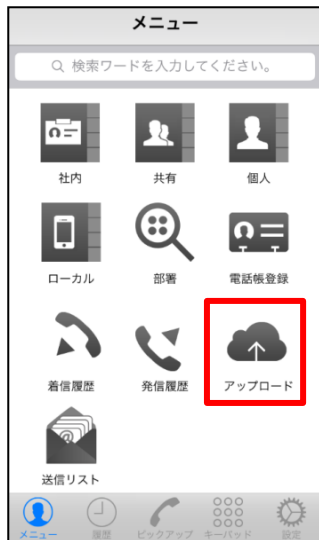 メニュー
検索ワードを入力してください。
社内 共有 個人
ローカル 部署 電話帳登録
着信履歴 発信履歴 アップロード
@
送信リスト
メニュー 履歴 ピックアップ キーパッド 設定